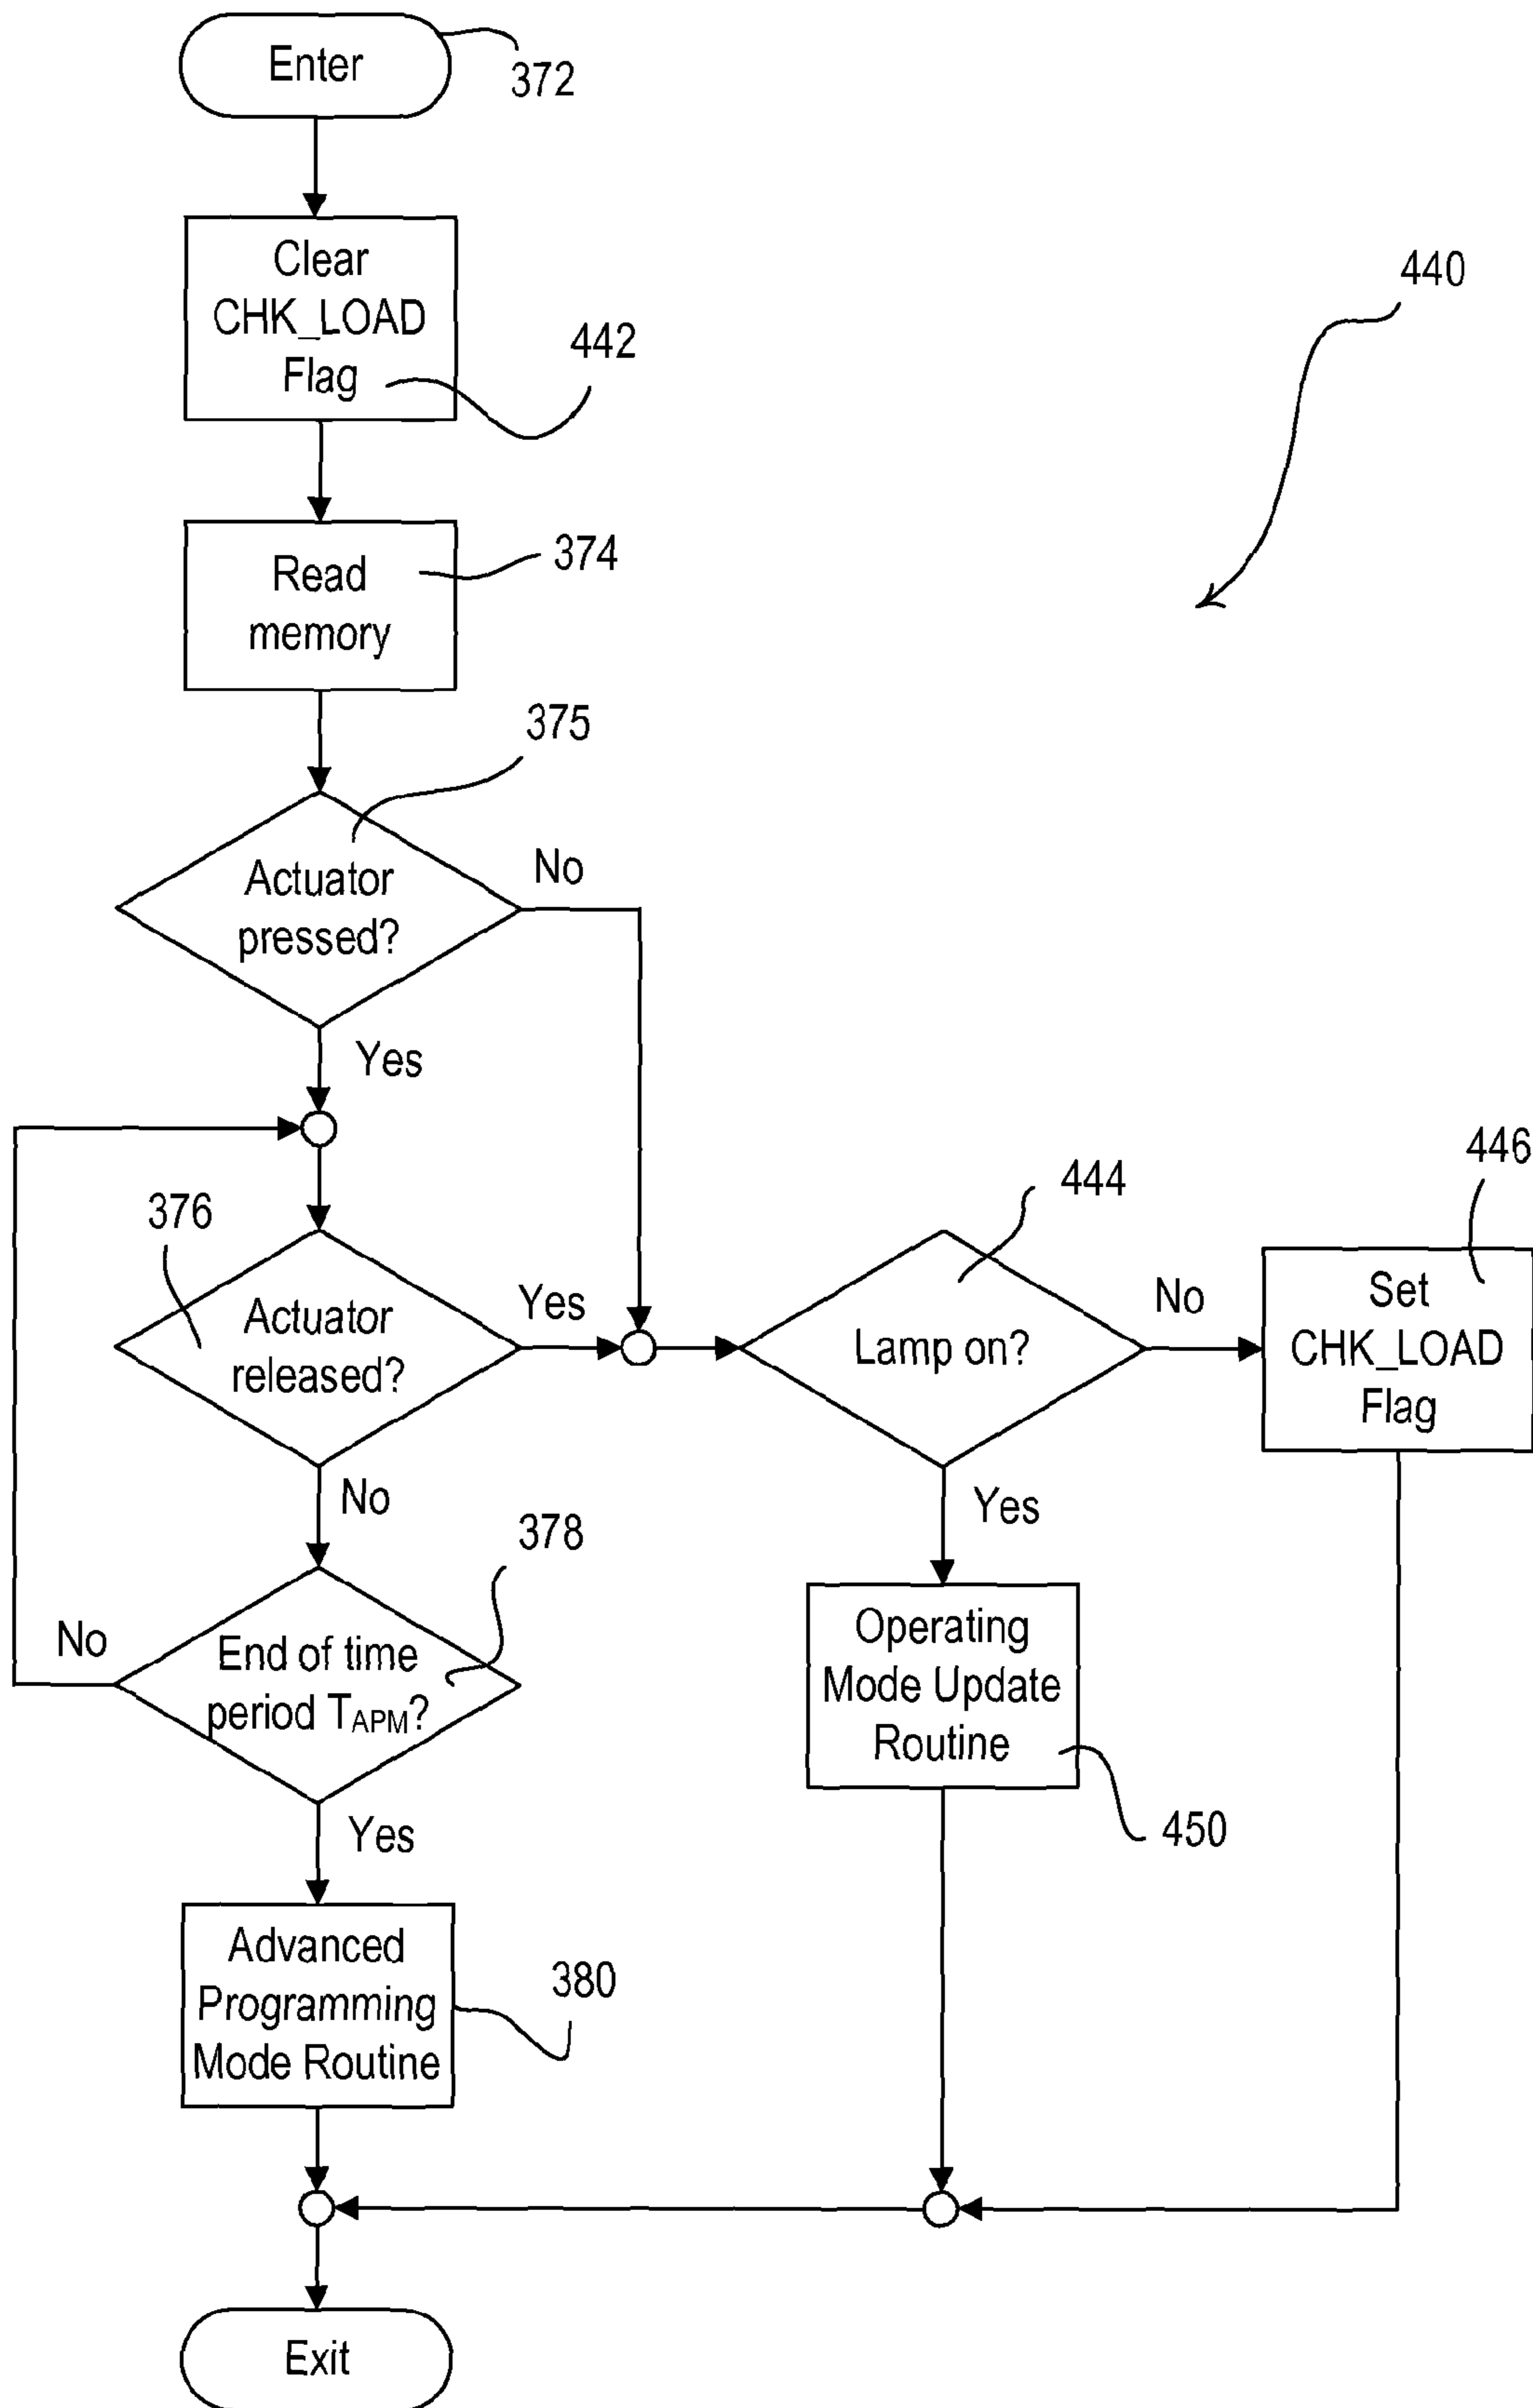 Enter
372
Clear
CHK_LOAD
Flag
442
440
Read
memory
374
375
Actuator
pressed?
No
Yes
376
Actuator
released?
Yes
444
Lamp on?
No
446
Set
CHK_LOAD
Flag
No
378
Yes
No
End of time
period TAPM?
Operating
Mode Update
Routine
450
Yes
Advanced
Programming
Mode Routine
380
Exit